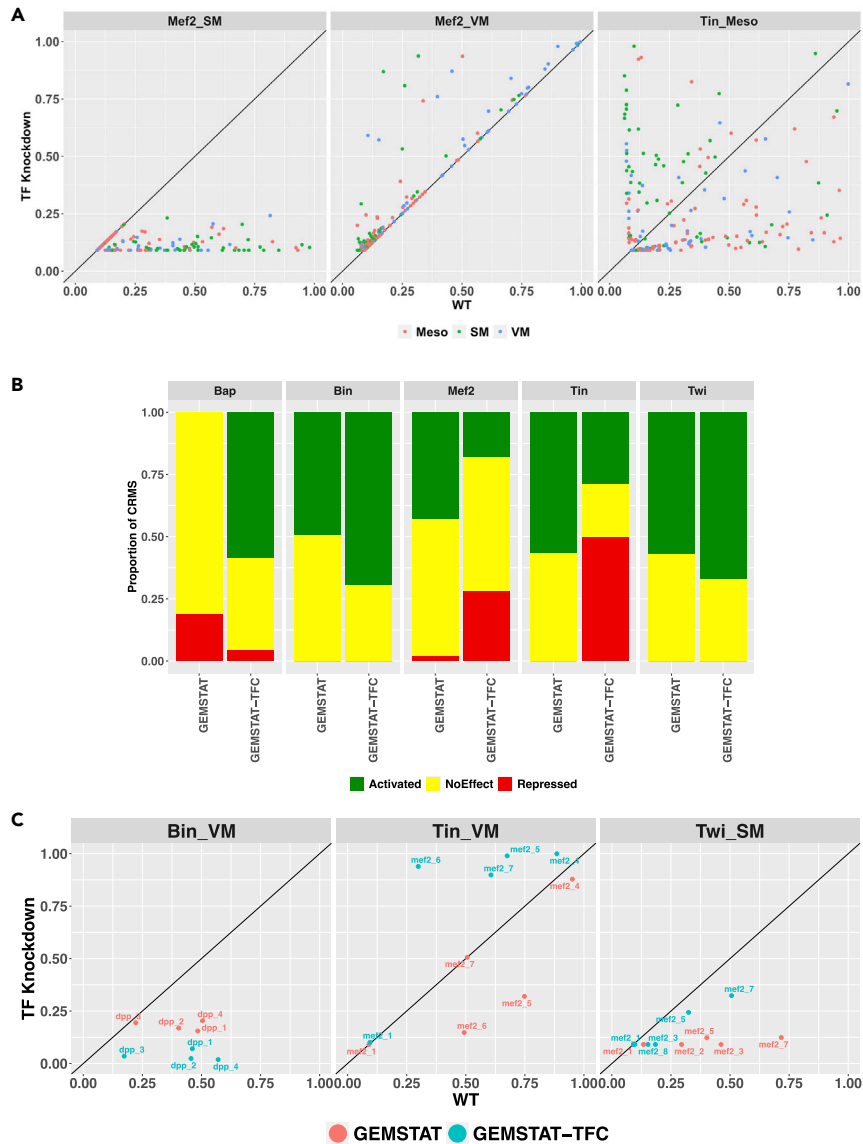 A
Mef2_SM Mef2_VM Tin_Meso
TF Knockdown
1.00
0.75
0.50
0.25
0.00
0.00 0.25 0.50 0.75 1.00 0.00 0.25 0.50 0.75 1.00 0.00 0.25 0.50 0.75 1.00
WT
Meso SM VM
B
Bap Bin Mef2 Tin Twi
Proportion of CRMS
1.00
0.75
0.50
0.25
0.00
GEMSTAT GEMSTAT-TFC GEMSTAT GEMSTAT-TFC GEMSTAT GEMSTAT-TFC GEMSTAT GEMSTAT-TFC GEMSTAT GEMSTAT-TFC
Activated NoEffect Repressed
C
Bin_VM Tin_VM Twi_SM
TF Knockdown
1.00
0.75
0.50
0.25
0.00
dpp_3 dpp_2 dpp_4
dpp_1
dpp_1
dpp_3
dpp_2 dpp_4
mef2_5
mef2_6 mef2_4
mef2_7
mef2_4
mef2_7
mef2_5
mef2_6
mef2_1
mef2_1
mef2_7
mef2_5
mef2_5
mef2_1 mef2_3
mef2_1 mef2_8 mef2_2 mef2_3 mef2_7
0.00 0.25 0.50 0.75 1.00 0.00 0.25 0.50 0.75 1.00 0.00 0.25 0.50 0.75 1.00
WT
GEMSTAT GEMSTAT-TFC